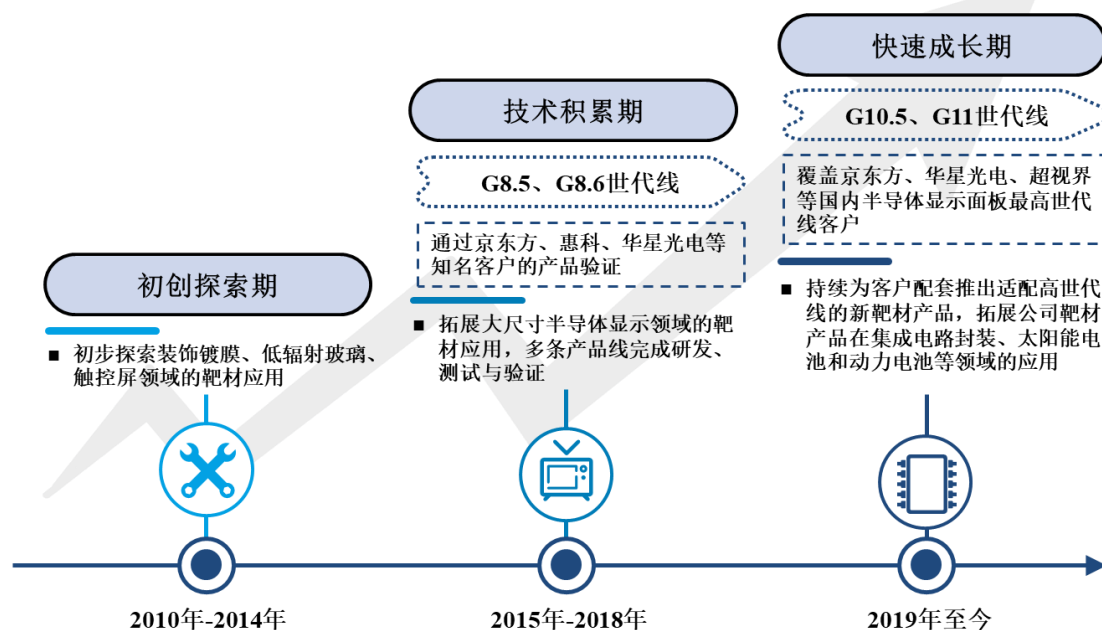 初创探索期
■ 初步探索装饰镀膜、低辐射玻璃、
触控屏领域的靶材应用
2010年-2014年
技术积累期
G8.5、G8.6世代线
通过京东方、惠科、华星光电等
知名客户的产品验证
■ 拓展大尺寸半导体显示领域的靶
材应用，多条产品线完成研发、
测试与验证
2015年-2018年
快速成长期
G10.5、G11世代线
覆盖京东方、华星光电、超视界
等国内半导体显示面板最高世代
线客户
■ 持续为客户配套推出适配高世代
线的新靶材产品，拓展公司靶材
产品在集成电路封装、太阳能电
池和动力电池等领域的应用
2019年至今